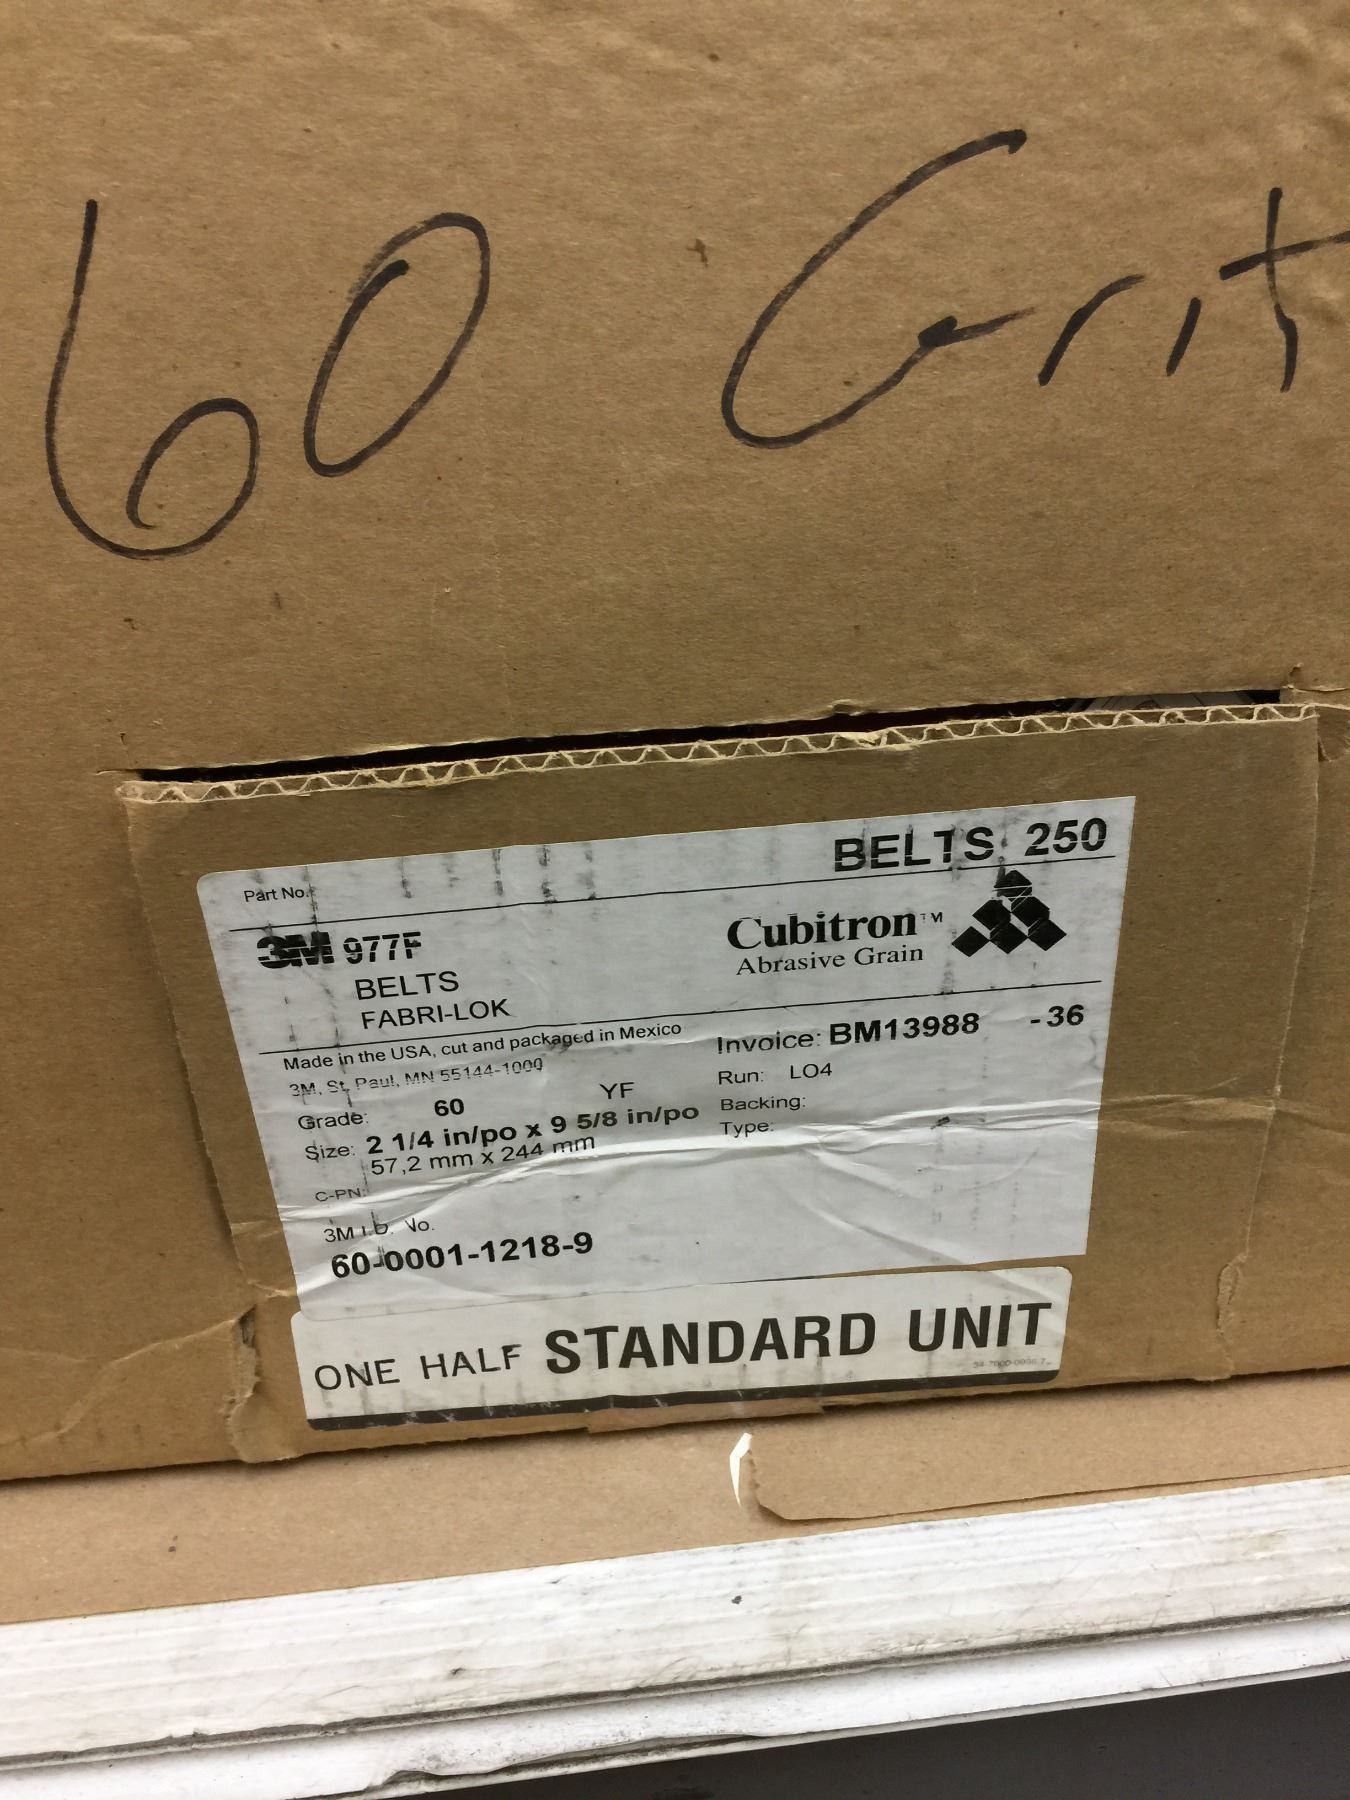 60 Grit
BELTS 250
Part No.:
3M 977F
BELTS
FABRI-LOK
Cubitron™
Abrasive Grain
Made in the USA, cut and packaged in Mexico
3M, St. Paul, MN 55144-1000
Grade: 60 YF
Size: 2 1/4 in/po x 9 5/8 in/po
57,2 mm x 244 mm
C-PN:
3M I.D. No.
60-0001-1218-9
Invoice: BM13988 -36
Run: LO4
Backing:
Type:
ONE HALF STANDARD UNIT